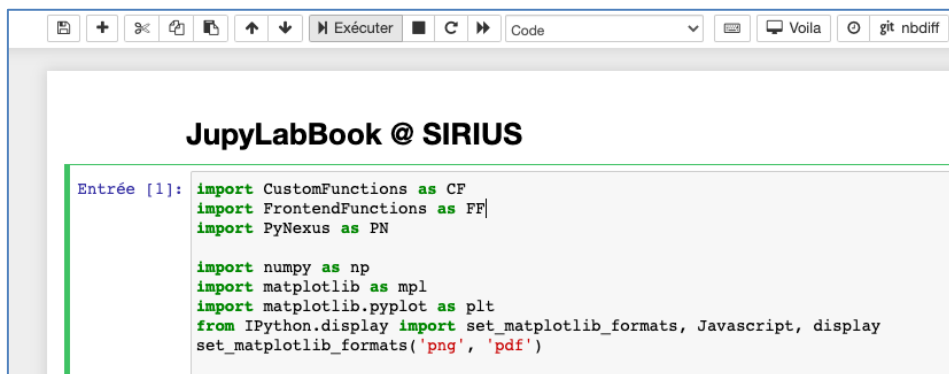 Exécuter Code Voila git nbdiff
JupyLabBook @ SIRIUS
Entrée [1]: import CustomFunctions as CF
import FrontendFunctions as FF
import PyNexus as PN
import numpy as np
import matplotlib as mpl
import matplotlib.pyplot as plt
from IPython.display import set_matplotlib_formats, Javascript, display
set_matplotlib_formats('png', 'pdf')